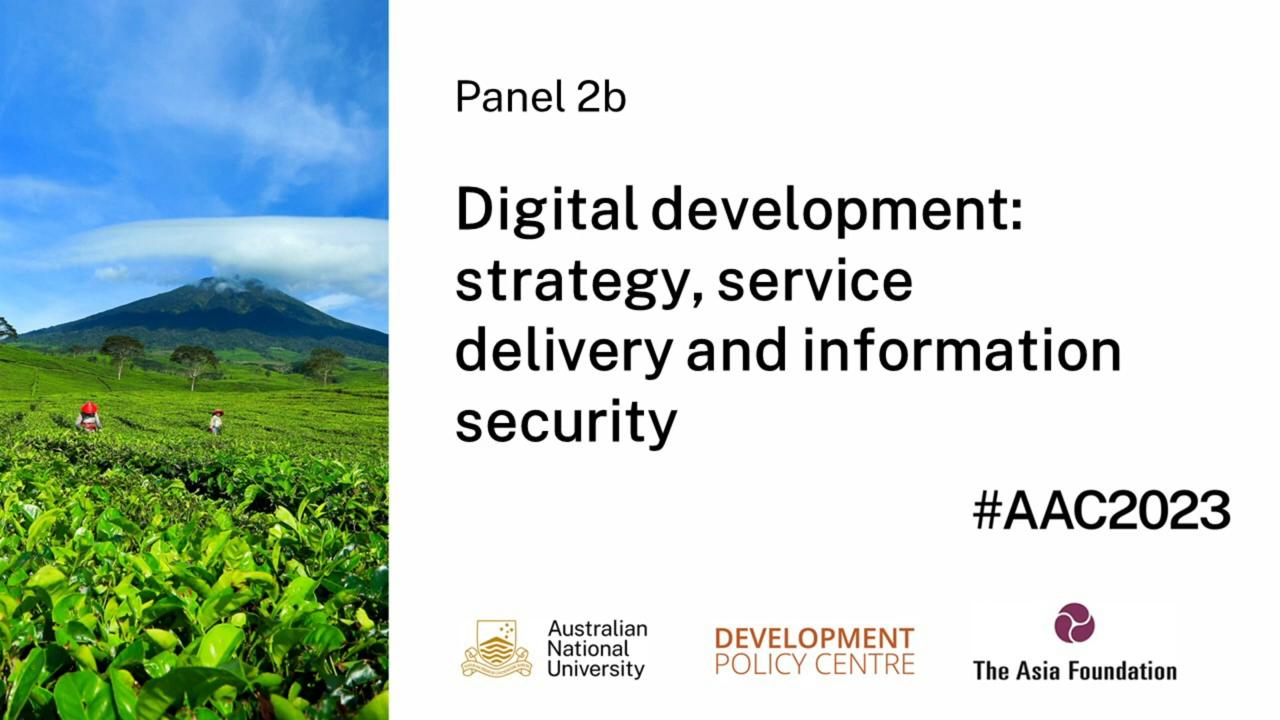 Panel 2b
Digital development:
strategy, service
delivery and information
security
#AAC2023
Australian
National
University
DEVELOPMENT
POLICY CENTRE
The Asia Foundation